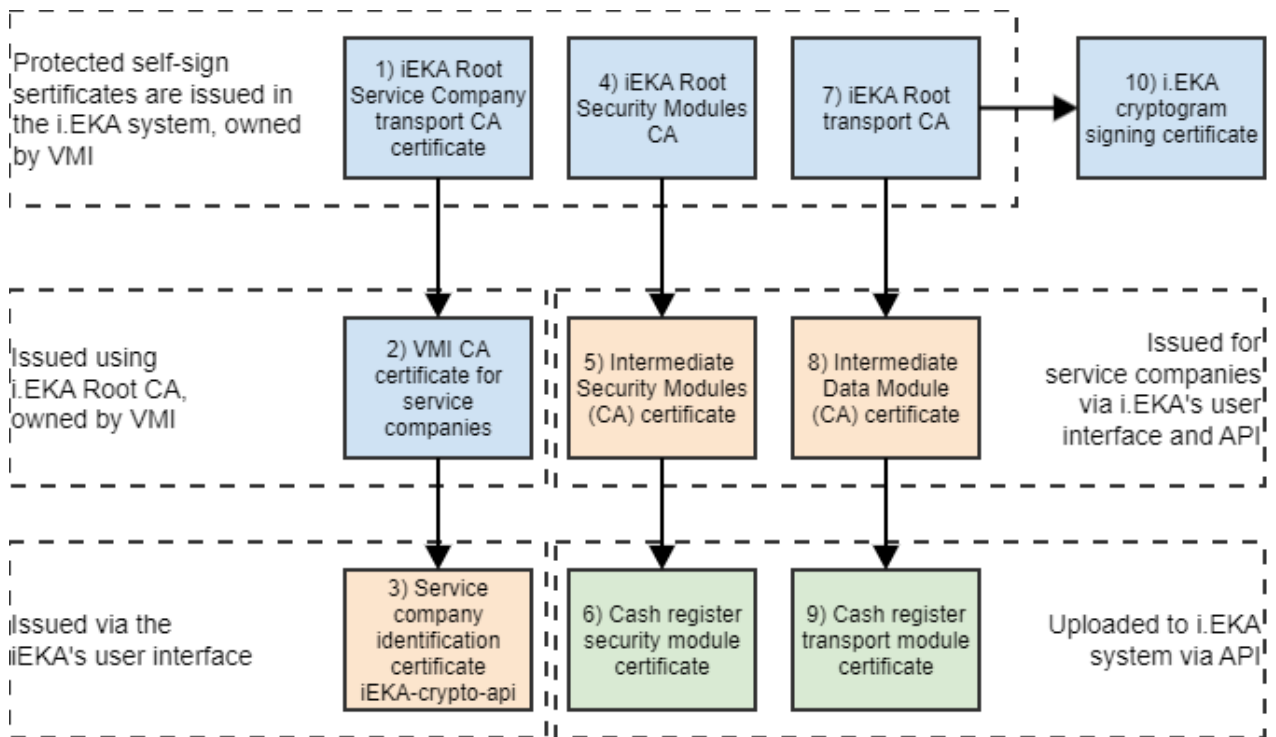 Protected self-sign
sertificates are issued in
the i.EKA system, owned
by VMI
1) iEKA Root
Service Company
transport CA
certificate
4) iEKA Root
Security Modules
CA
7) iEKA Root
transport CA
10) i.EKA
cryptogram
signing certificate
Issued using
i.EKA Root CA,
owned by VMI
2) VMI CA
certificate for
service
companies
5) Intermediate
Security Modules
(CA) certificate
8) Intermediate
Data Module
(CA) certificate
Issued for
service companies
via i.EKA's user
interface and API
Issued via the
iEKA's user interface
3) Service
company
identification
certificate
iEKA-crypto-api
6) Cash register
security module
certificate
9) Cash register
transport module
certificate
Uploaded to i.EKA
system via API